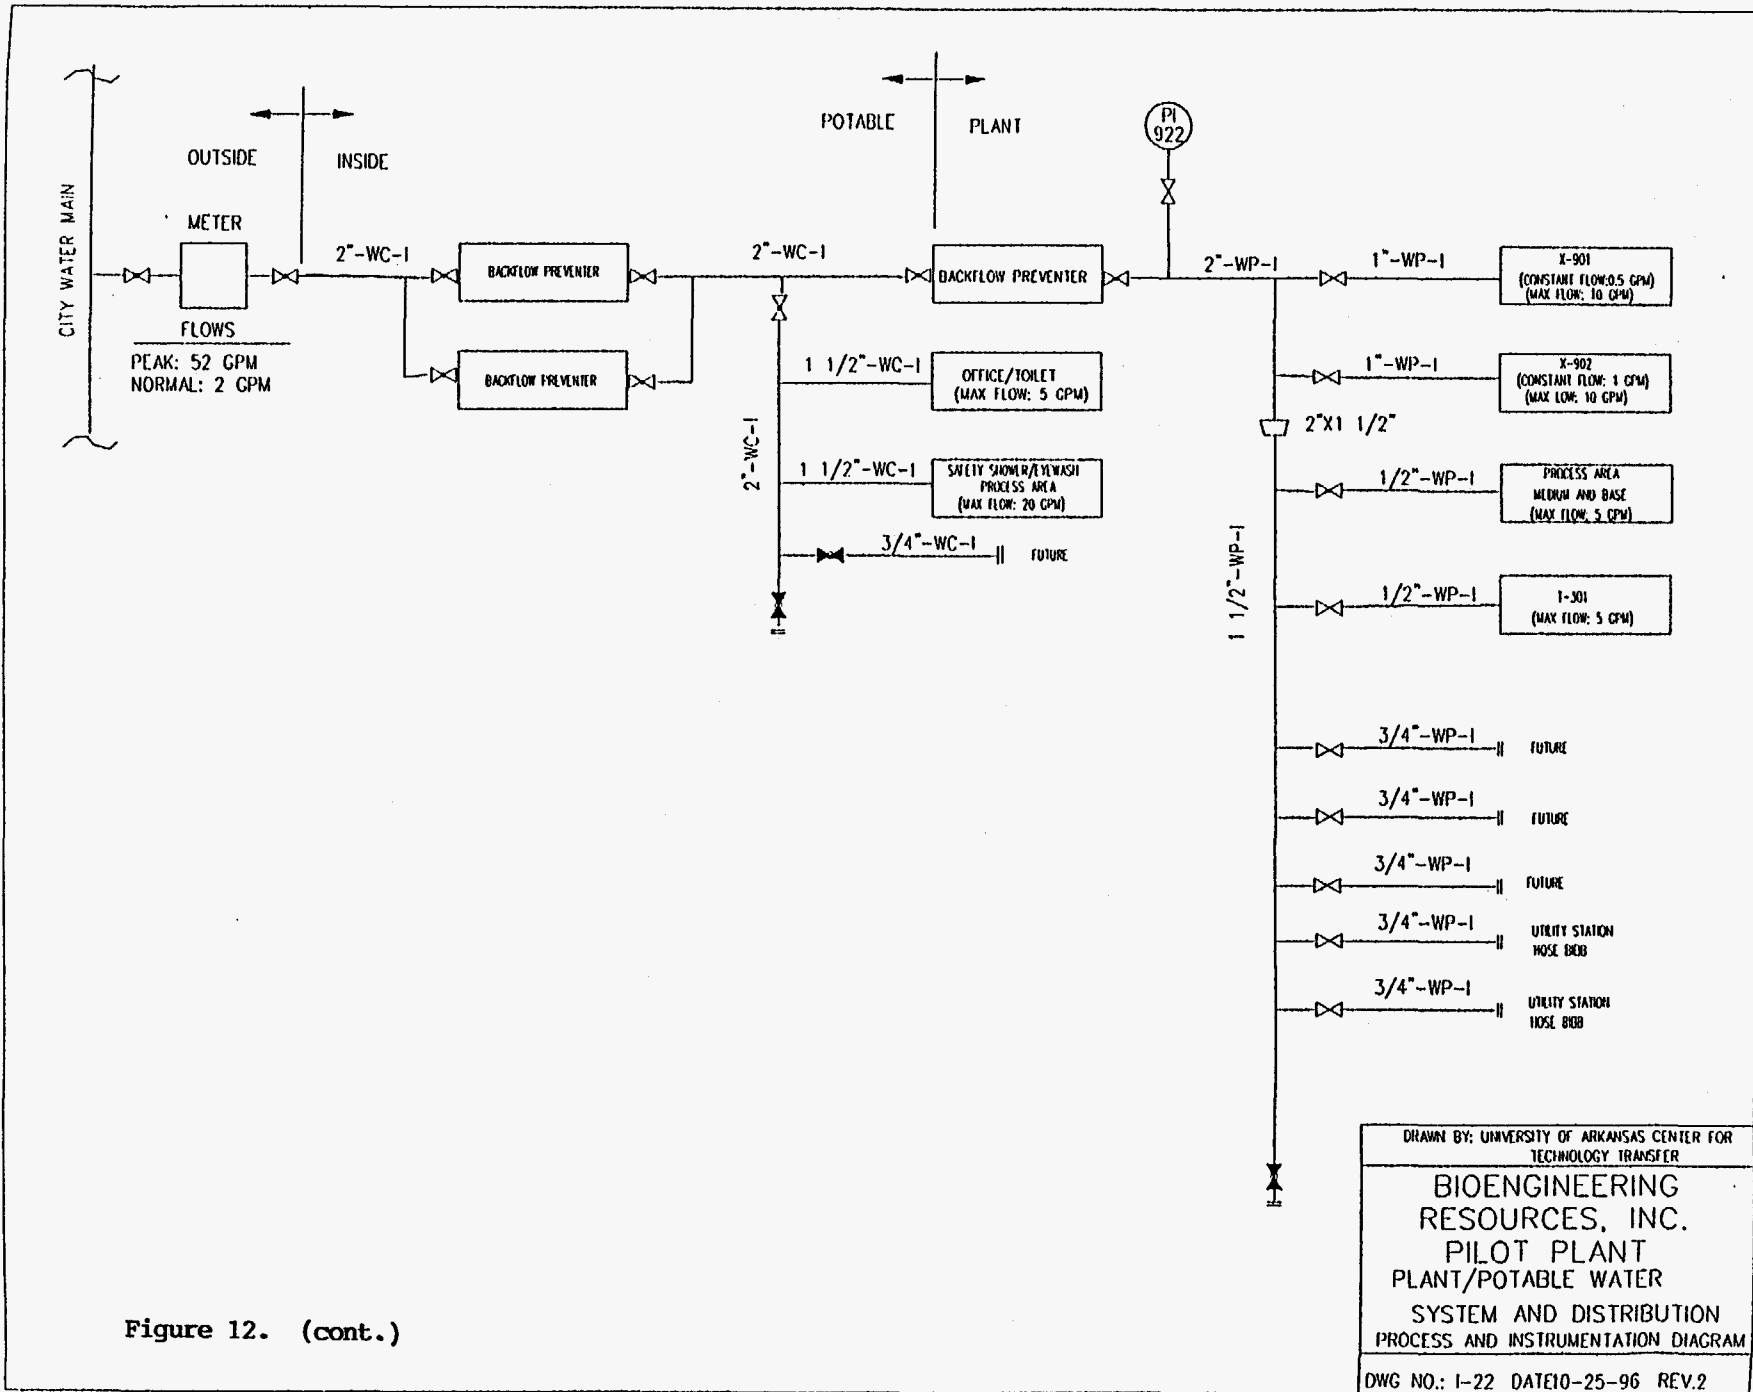 CITY WATER MAIN
OUTSIDE
INSIDE
METER
FLOWS
PEAK: 52 GPM
NORMAL: 2 GPM
2"-WC-1
BACKFLOW PREVENTER
BACKFLOW PREVENTER
2"-WC-1
POTABLE
PLANT
BACKFLOW PREVENTER
PI
922
2"-WP-1
2"-WC-1
1 1/2"-WC-1
OFFICE/TOILET
(MAX FLOW: 5 GPM)
1 1/2"-WC-1
SAFETY SHOWER/EYEWASH
PROCESS AREA
(MAX FLOW: 20 GPM)
3/4"-WC-1
FUTURE
1"-WP-1
X-901
(CONSTANT FLOW:0.5 GPM)
(MAX FLOW: 10 GPM)
1"-WP-1
X-902
(CONSTANT FLOW: 1 GPM)
(MAX LOW: 10 GPM)
2"X1 1/2"
1 1/2"-WP-1
1/2"-WP-1
PROCESS AREA
MEDIUM AND BASE
(MAX FLOW: 5 GPM)
1/2"-WP-1
T-301
(MAX FLOW: 5 GPM)
3/4"-WP-1
FUTURE
3/4"-WP-1
FUTURE
3/4"-WP-1
FUTURE
3/4"-WP-1
UTILITY STATION
HOSE BIBB
3/4"-WP-1
UTILITY STATION
HOSE BIBB
DRAWN BY: UNIVERSITY OF ARKANSAS CENTER FOR
TECHNOLOGY TRANSFER
BIOENGINEERING
RESOURCES, INC.
PILOT PLANT
PLANT/POTABLE WATER
SYSTEM AND DISTRIBUTION
PROCESS AND INSTRUMENTATION DIAGRAM
DWG NO.: 1-22 DATE10-25-96 REV.2
Figure 12. (cont.)